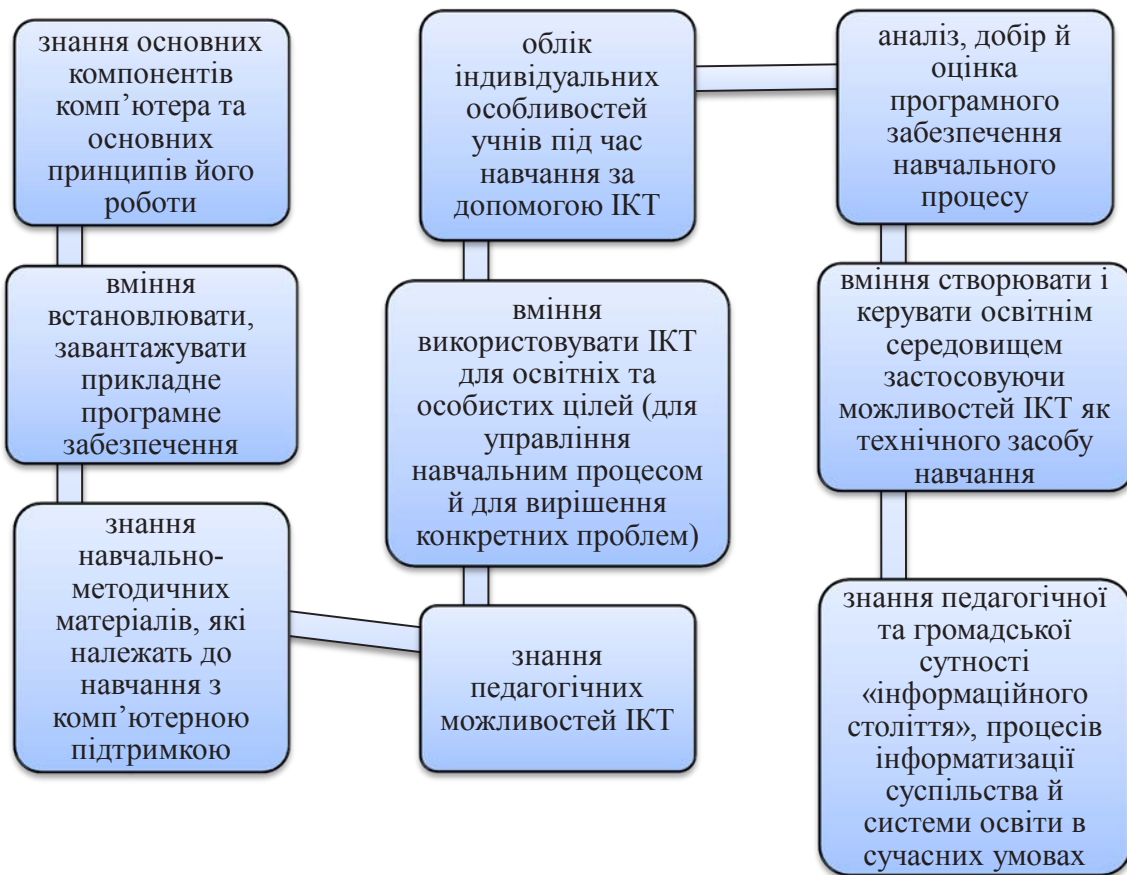 знання основних
компонентів
комп’ютера та
основних
принципів його
роботи
вміння
встановлювати,
завантажувати
прикладне
програмне
забезпечення
знання
навчально-
методичних
матеріалів, які
належать до
навчання з
комп’ютерною
підтримкою
знання
педагогічних
можливостей ІКТ
вміння
використовувати ІКТ
для освітніх та
особистих цілей (для
управління
навчальним процесом
й для вирішення
конкретних проблем)
облік
індивідуальних
особливостей
учнів під час
навчання за
допомогою ІКТ
аналіз, добір й
оцінка
програмного
забезпечення
навчального
процесу
вміння створювати і
керувати освітнім
середовищем
застосовуючи
можливостей ІКТ як
технічного засобу
навчання
знання педагогічної
та громадської
сутності
«інформаційного
століття», процесів
інформатизації
суспільства й
системи освіти в
сучасних умовах